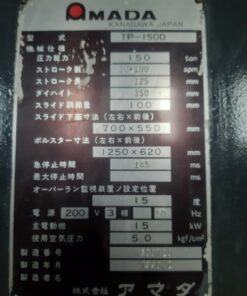 AMADA
KANAGAWA, JAPAN
型式 TP-150D
機械仕様
圧力能力 150 ton
ストローク数
ストローク長 mm
ダイハイト 350 mm
スライド調節量 100 mm
スライド下面寸法（左右×前後）
700×550 mm
ボルスター寸法（左右×前後）
1250×620 mm
急停止時間 ms
最大停止時間 ms
オーバーラン監視装置/設定位置
15 度
電源 200 V 3相 Hz
主電動機 15 kW
使用空気圧力 5.0 kgf/cm²
製造番号
製造年月
株式会社 アマダ